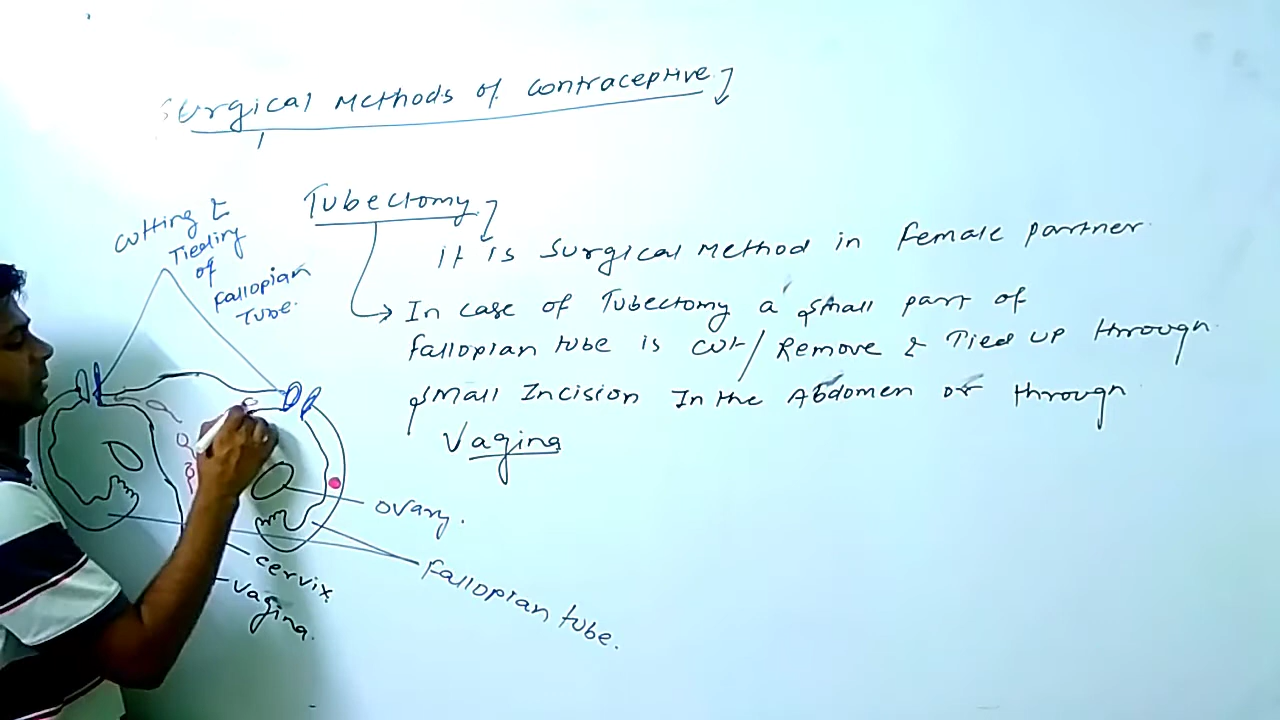 Surgical Methods of Contraceptive
Tubectomy
it is Surgical Method in female partner
In case of Tubectomy a small part of
fallopian tube is cut/Remove & Tied up through
small Incision In the Abdomen or through
Vagina
Cutting &
Tieding
of
fallopian
Tube.
ovary.
cervix
Vagina.
fallopian tube.